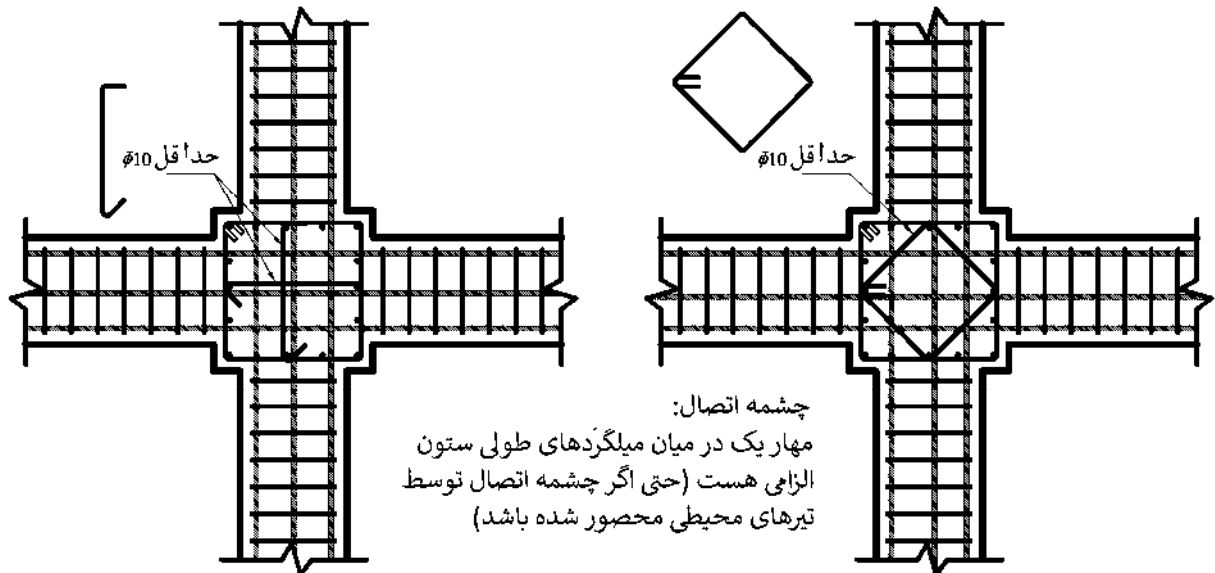 حداقل ϕ10
حداقل ϕ10
چشمه اتصال:
مهار یک در میان میلگردهای طولی ستون
الزامی هست (حتی اگر چشمه اتصال توسط
تیرهای محیطی محصور شده باشد)